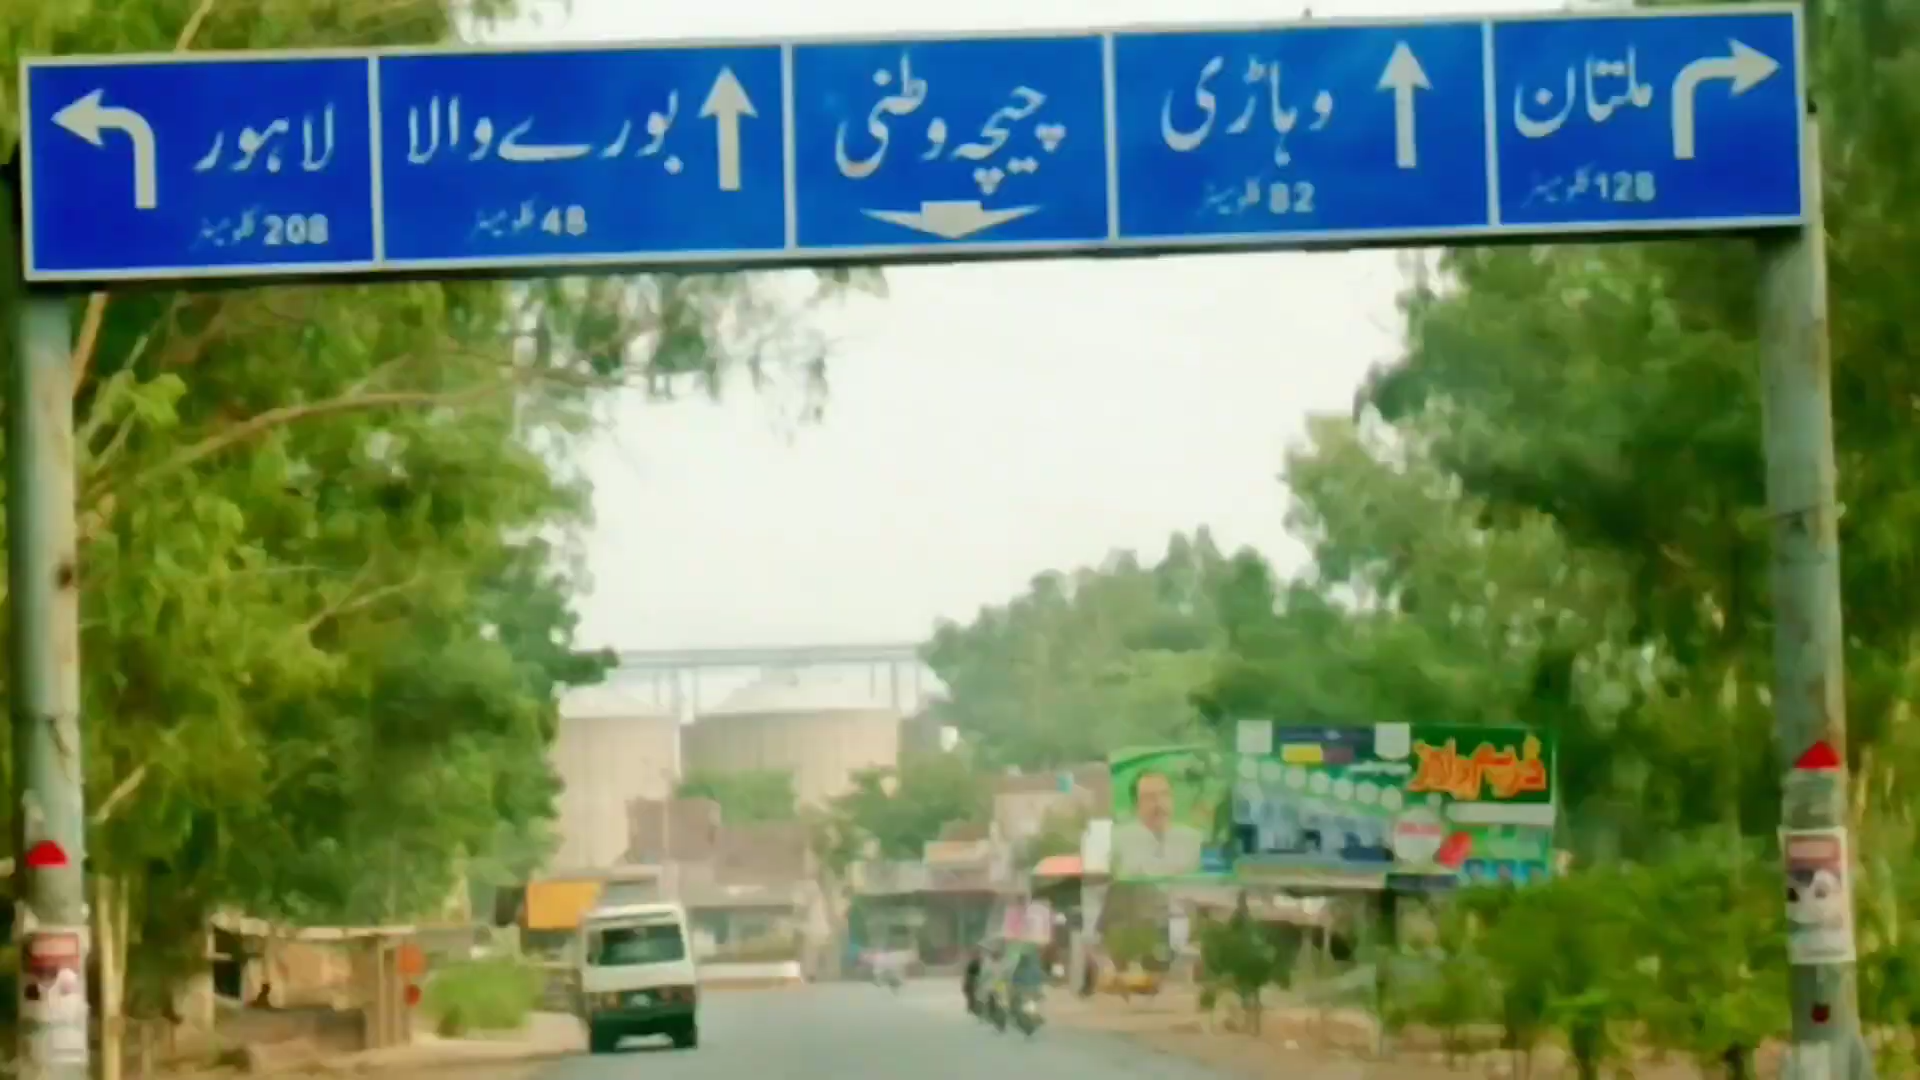 ملتان
128 کلومیٹر
وہاڑی
82 کلومیٹر
چیچہ وطنی
بورے والا
48 کلومیٹر
لاہور
208 کلومیٹر